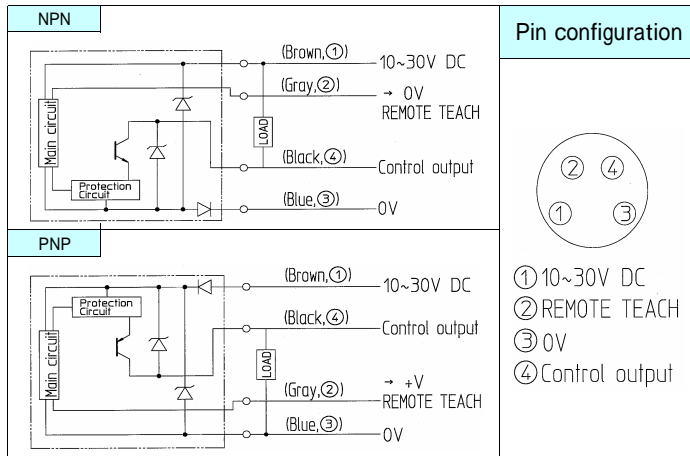 NPN
(Brown,①)
10~30V DC
(Gray,②)
→ 0V
REMOTE TEACH
Main circuit
LOAD
(Black,④)
Control output
Protection
Circuit
(Blue,③)
0V
PNP
(Brown,①)
10~30V DC
Protection
Circuit
(Black,④)
Control output
Main circuit
LOAD
(Gray,②)
→ +V
REMOTE TEACH
(Blue,③)
0V
Pin configuration
② ④
① ③
①10~30V DC
②REMOTE TEACH
③0V
④Control output